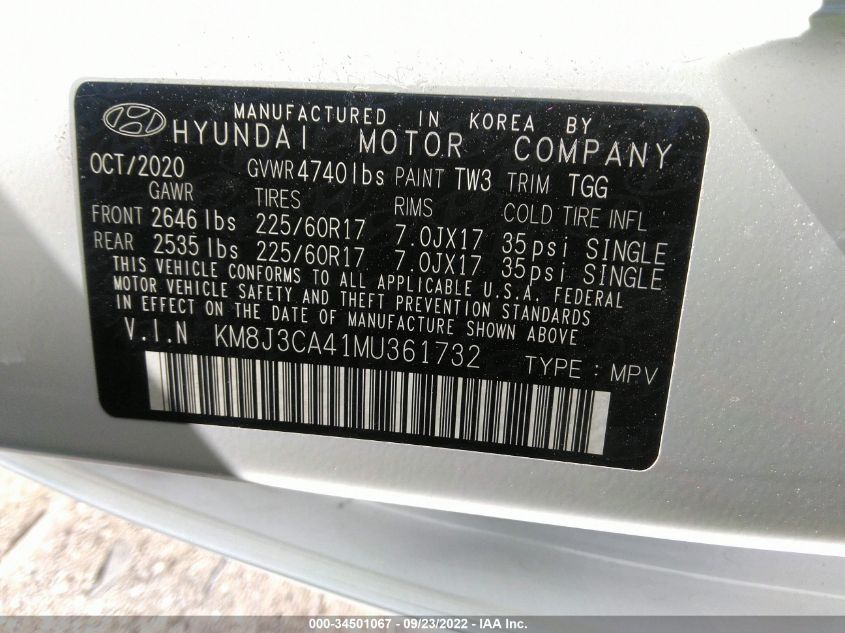 MANUFACTURED IN KOREA BY
HYUNDAI MOTOR COMPANY
OCT/2020 GVWR 4740 lbs PAINT TW3 TRIM TGG
GAWR TIRES RIMS COLD TIRE INFL
FRONT 2646 lbs 225/60R17 7.0JX17 35psi SINGLE
REAR 2535 lbs 225/60R17 7.0JX17 35psi SINGLE
THIS VEHICLE CONFORMS TO ALL APPLICABLE U.S.A. FEDERAL
MOTOR VEHICLE SAFETY AND THEFT PREVENTION STANDARDS
IN EFFECT ON THE DATE OF MANUFACTURE SHOWN ABOVE
V.I.N KM8J3CA41MU361732 TYPE : MPV
000-34501067 - 09/23/2022 - IAA Inc.